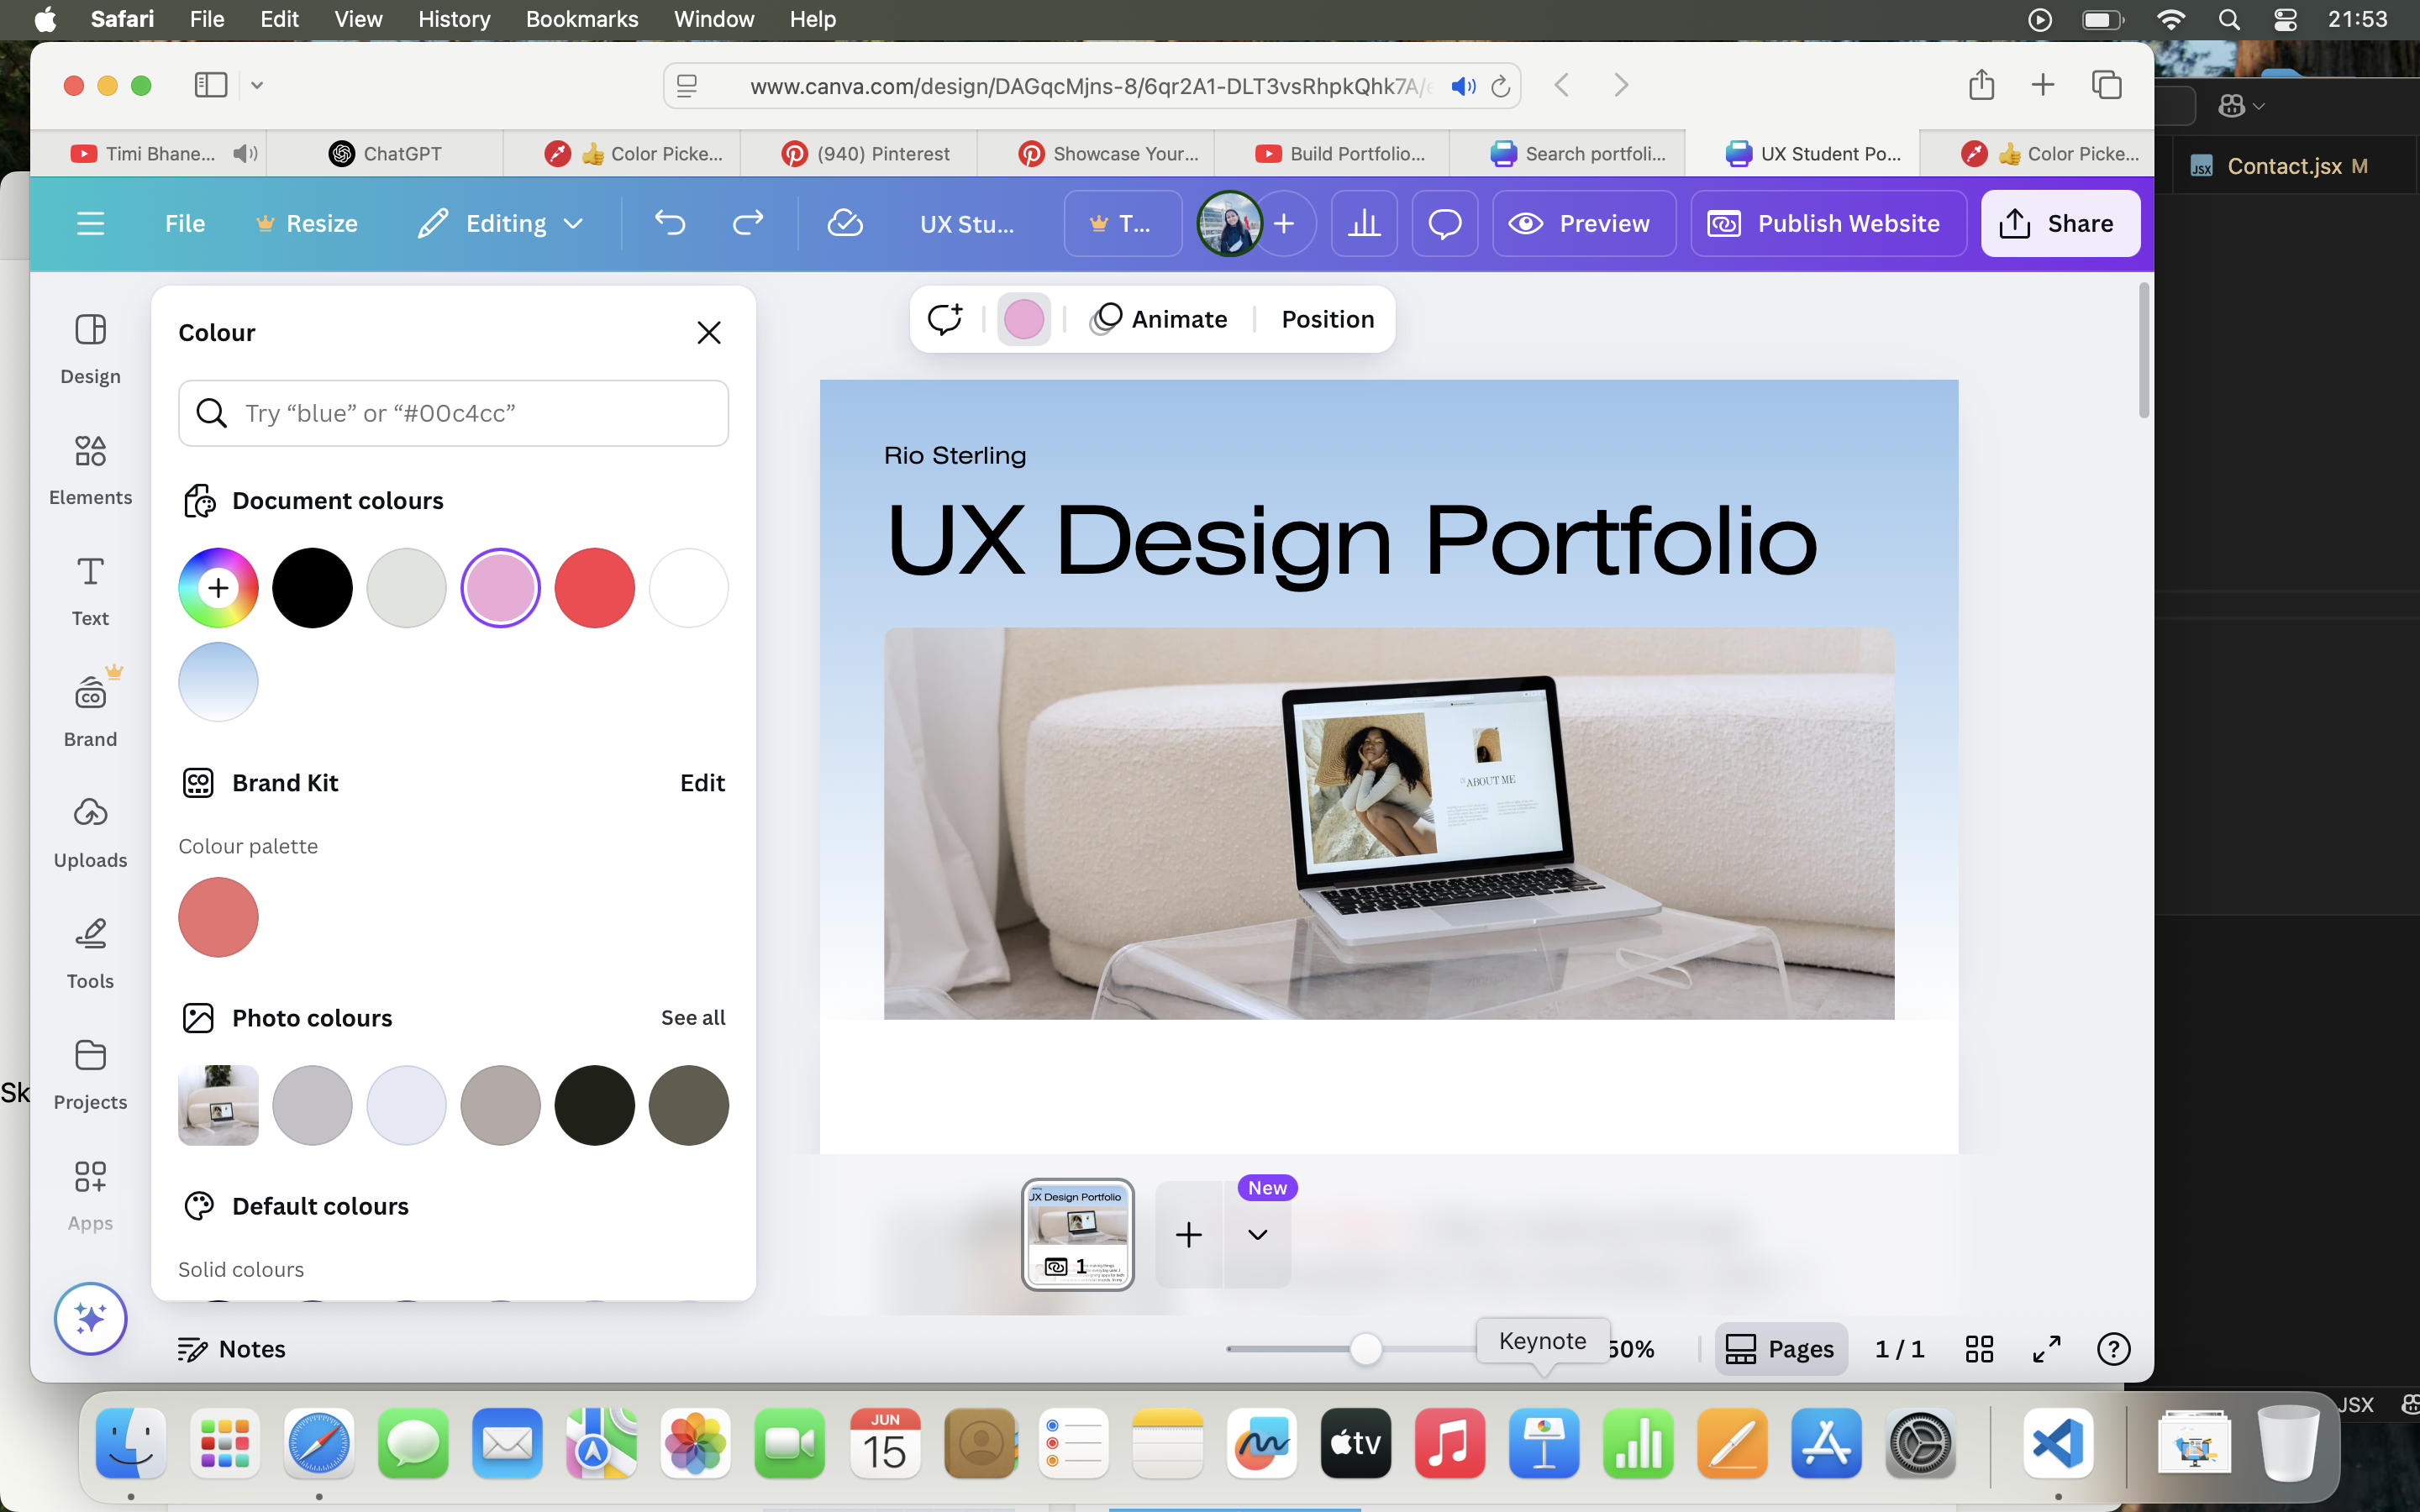 Safari File Edit View History Bookmarks Window Help 21:53
www.canva.com/design/DAGqcMjns-8/6qr2A1-DLT3vsRhpkQhk7A/
Timi Bhane... ChatGPT 👍 Color Picke... (940) Pinterest Showcase Your... Build Portfolio... Search portfoli... UX Student Po... 👍 Color Picke...
JSX Contact.jsx M
File Resize Editing UX Stu... T... Preview Publish Website Share
Design
Elements
Text
Brand
Uploads
Tools
Projects
Apps
Colour
Try “blue” or “#00c4cc”
Document colours
Brand Kit Edit
Colour palette
Photo colours See all
Default colours
Solid colours
Animate Position
Rio Sterling
UX Design Portfolio
ABOUT ME
UX Design Portfolio
1
New
Sk
Notes
Keynote
50%
Pages 1 / 1
JSX
JUN
15
tv